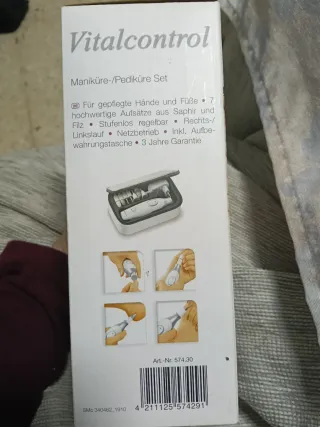 Vitalcontrol
Maniküre-/Pediküre Set
Für gepflegte Hände und Füße • 7
hochwertige Aufsätze aus Saphir und
Filz • Stufenlos regelbar • Rechts-/
Linkslauf • Netzbetrieb • Inkl. Aufbe-
wahrungstasche • 3 Jahre Garantie
Art.-Nr. 574.30
4 211125 574291